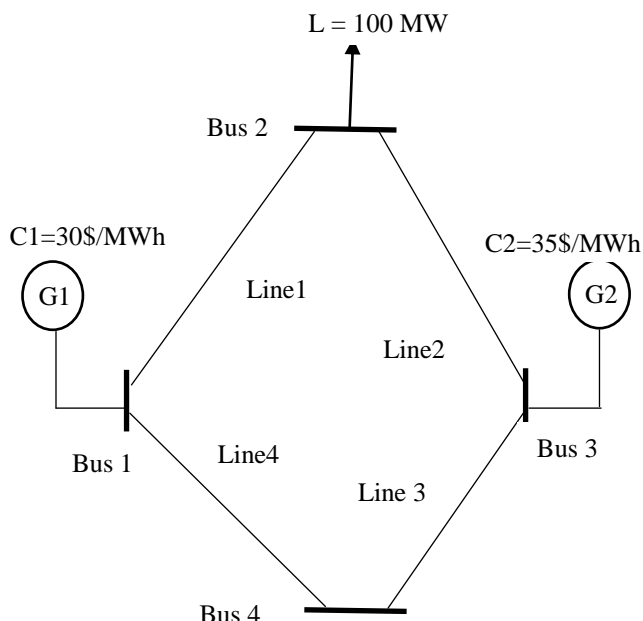 L = 100 MW
Bus 2
C1=30$/MWh
C2=35$/MWh
G1
G2
Line1
Line2
Bus 1
Line4
Bus 3
Line 3
Bus 4